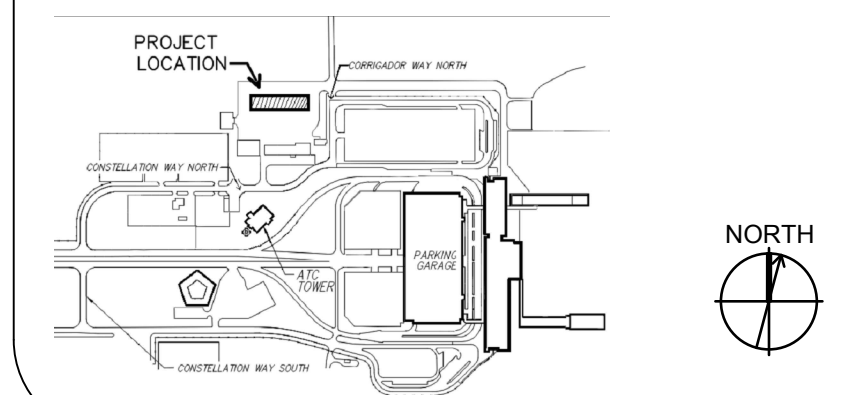 PROJECT
LOCATION
CORRIGADOR WAY NORTH
CONSTELLATION WAY NORTH
NORTH
PARKING
GARAGE
ATC
TOWER
CONSTELLATION WAY SOUTH